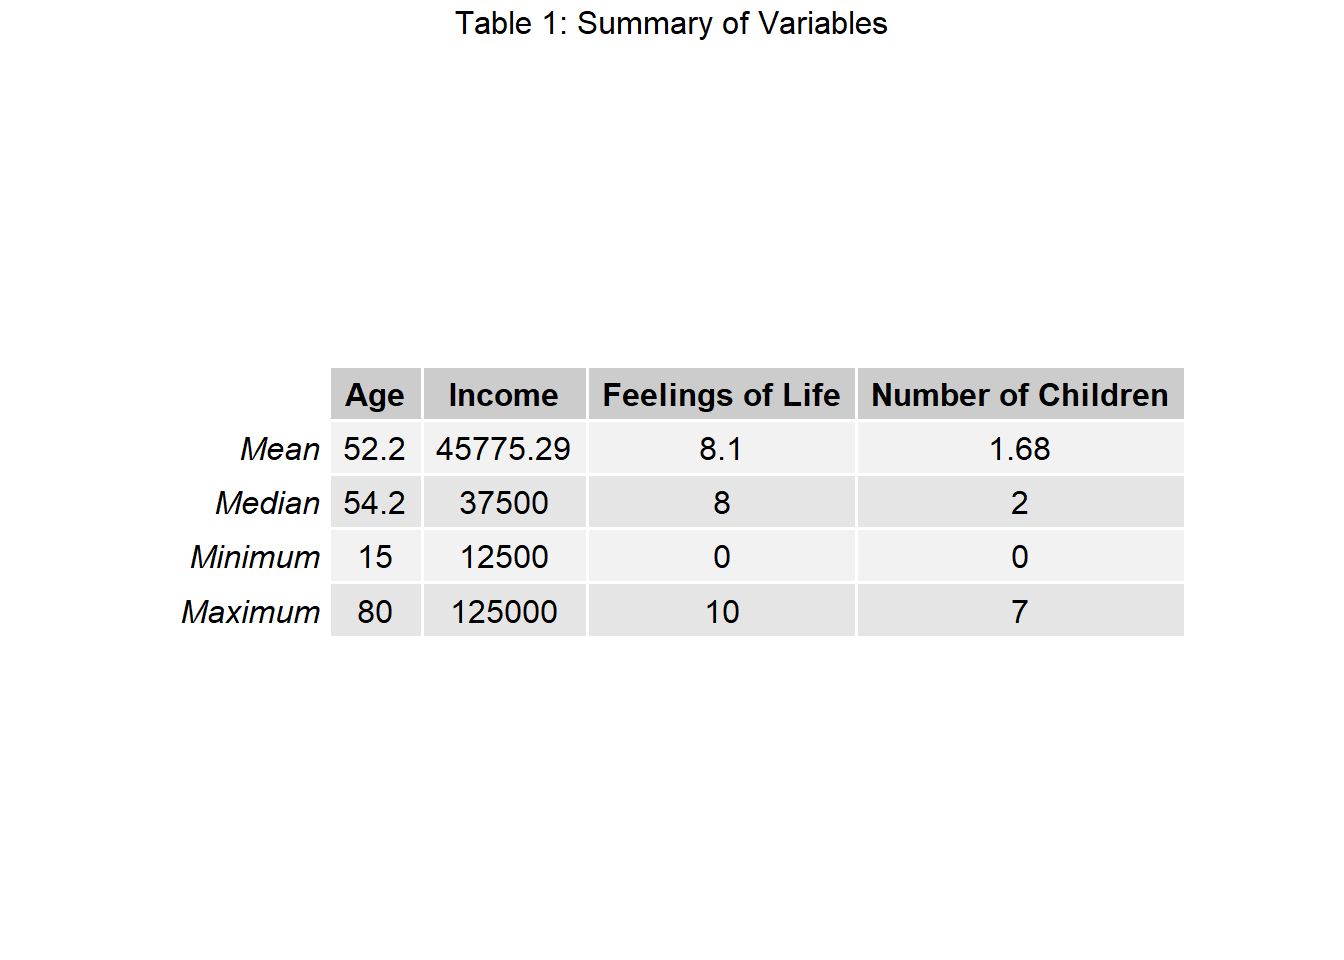 Table 1: Summary of Variables
Age Income Feelings of Life Number of Children
Mean 52.2 45775.29 8.1 1.68
Median 54.2 37500 8 2
Minimum 15 12500 0 0
Maximum 80 125000 10 7